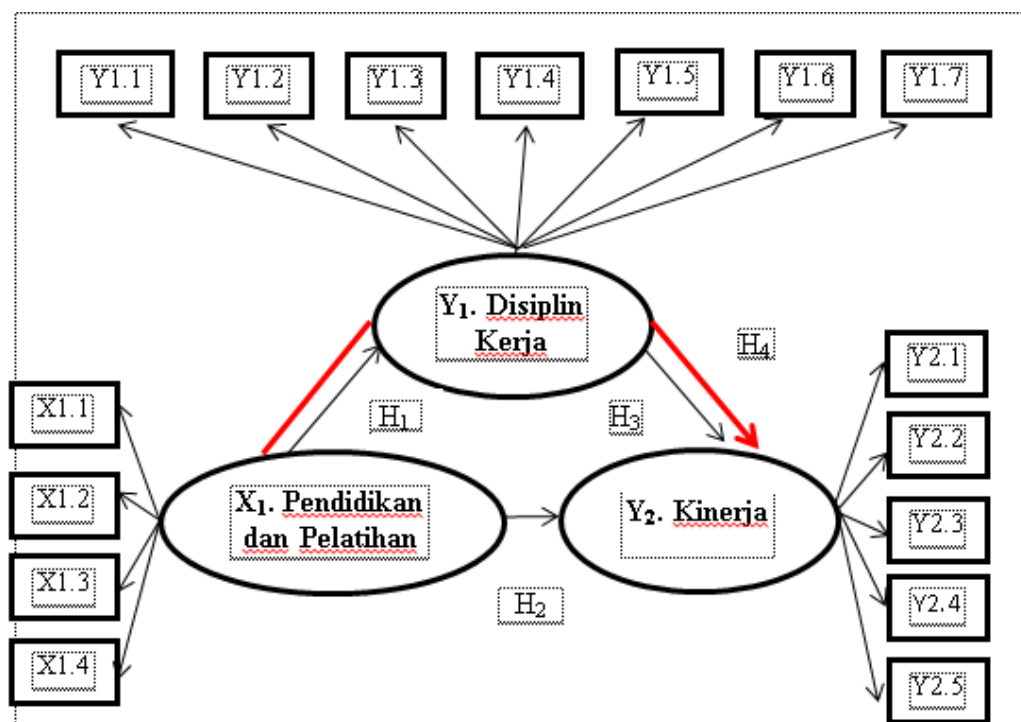 Y1.1 Y1.2 Y1.3 Y1.4 Y1.5 Y1.6 Y1.7
Y₁. Disiplin
Kerja
H₄
H₁
H₃
X1.1
X1.2
X1.3
X1.4
X₁. Pendidikan
dan Pelatihan
Y₂. Kinerja
H₂
Y2.1
Y2.2
Y2.3
Y2.4
Y2.5